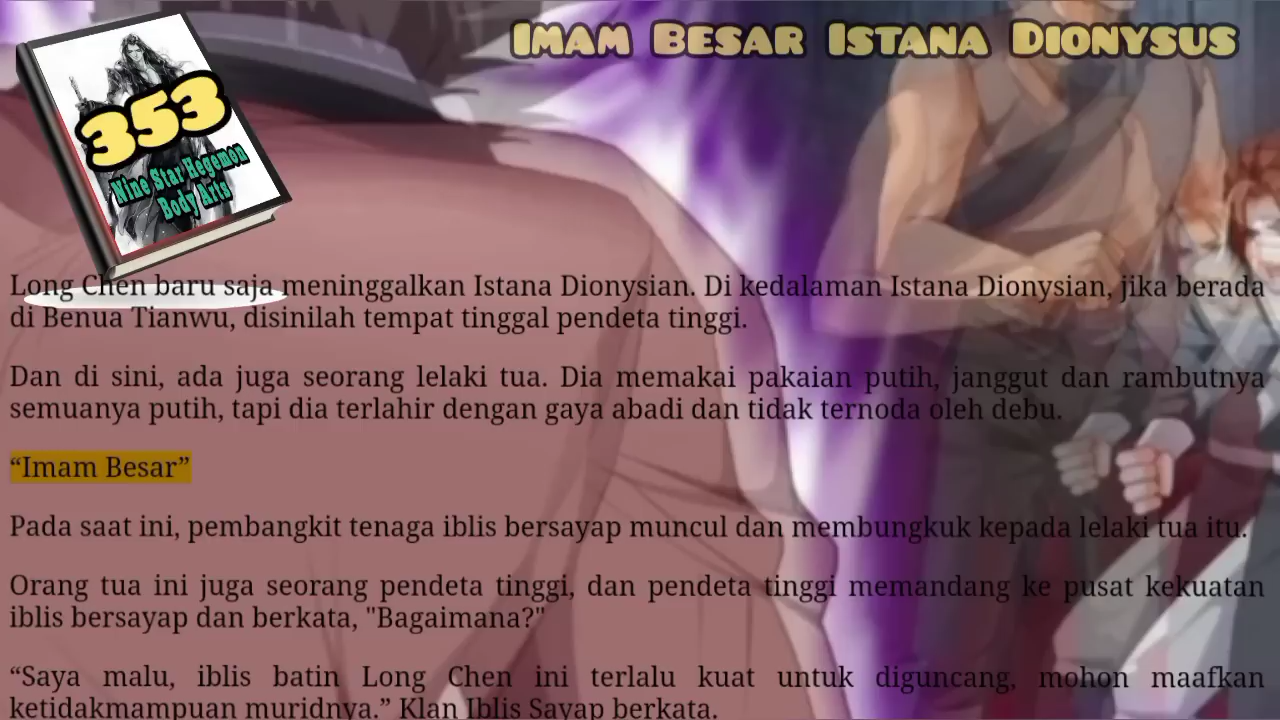 Imam Besar Istana Dionysus
353
Nine Star Hegemon
Body Arts
Long Chen baru saja meninggalkan Istana Dionysian. Di kedalaman Istana Dionysian, jika berada
di Benua Tianwu, disinilah tempat tinggal pendeta tinggi.
Dan di sini, ada juga seorang lelaki tua. Dia memakai pakaian putih, janggut dan rambutnya
semuanya putih, tapi dia terlahir dengan gaya abadi dan tidak ternoda oleh debu.
“Imam Besar”
Pada saat ini, pembangkit tenaga iblis bersayap muncul dan membungkuk kepada lelaki tua itu.
Orang tua ini juga seorang pendeta tinggi, dan pendeta tinggi memandang ke pusat kekuatan
iblis bersayap dan berkata, "Bagaimana?"
“Saya malu, iblis batin Long Chen ini terlalu kuat untuk diguncang, mohon maafkan
ketidakmampuan muridnya.” Klan Iblis Sayap berkata.